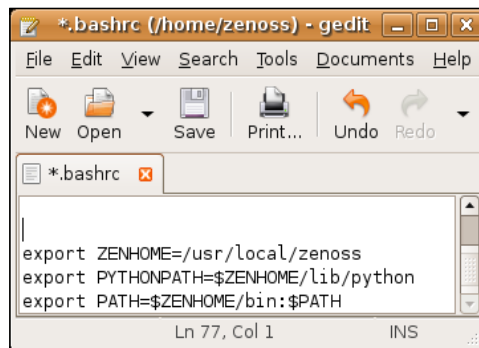 *.bashrc (/home/zenoss) - gedit
File Edit View Search Tools Documents Help
New Open Save Print... Undo Redo
*.bashrc
export ZENHOME=/usr/local/zenoss
export PYTHONPATH=$ZENHOME/lib/python
export PATH=$ZENHOME/bin:$PATH
Ln 77, Col 1 INS